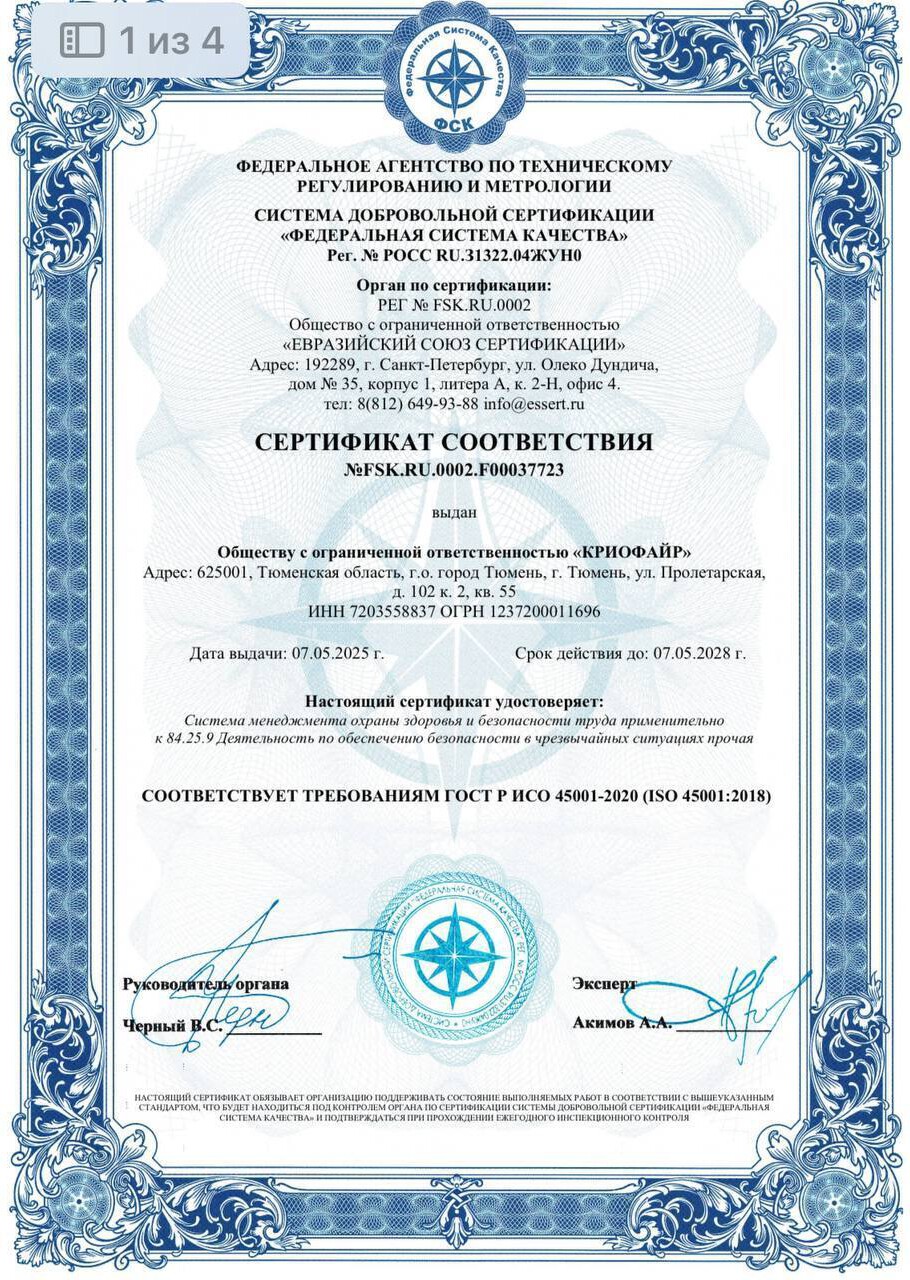 1 из 4
Федеральная Система Качества
ФСК
ФЕДЕРАЛЬНОЕ АГЕНТСТВО ПО ТЕХНИЧЕСКОМУ
РЕГУЛИРОВАНИЮ И МЕТРОЛОГИИ
СИСТЕМА ДОБРОВОЛЬНОЙ СЕРТИФИКАЦИИ
«ФЕДЕРАЛЬНАЯ СИСТЕМА КАЧЕСТВА»
Рег. № РОСС RU.31322.04ЖУН0
Орган по сертификации:
РЕГ № FSK.RU.0002
Общество с ограниченной ответственностью
«ЕВРАЗИЙСКИЙ СОЮЗ СЕРТИФИКАЦИИ»
Адрес: 192289, г. Санкт-Петербург, ул. Олеко Дундича,
дом № 35, корпус 1, литера А, к. 2-Н, офис 4.
тел: 8(812) 649-93-88 info@essert.ru
СЕРТИФИКАТ СООТВЕТСТВИЯ
№FSK.RU.0002.F00037723
выдан
Обществу с ограниченной ответственностью «КРИОФАЙР»
Адрес: 625001, Тюменская область, г.о. город Тюмень, г. Тюмень, ул. Пролетарская,
д. 102 к. 2, кв. 55
ИНН 7203558837 ОГРН 1237200011696
Дата выдачи: 07.05.2025 г. Срок действия до: 07.05.2028 г.
Настоящий сертификат удостоверяет:
Система менеджмента охраны здоровья и безопасности труда применительно
к 84.25.9 Деятельность по обеспечению безопасности в чрезвычайных ситуациях прочая
СООТВЕТСТВУЕТ ТРЕБОВАНИЯМ ГОСТ Р ИСО 45001-2020 (ISO 45001:2018)
Руководитель органа
Черный В.С.
Эксперт
Акимов А.А.
НАСТОЯЩИЙ СЕРТИФИКАТ ОБЯЗЫВАЕТ ОРГАНИЗАЦИЮ ПОДДЕРЖИВАТЬ СОСТОЯНИЕ ВЫПОЛНЯЕМЫХ РАБОТ В СООТВЕТСТВИИ С ВЫШЕУКАЗАННЫМ
СТАНДАРТОМ, ЧТО БУДЕТ НАХОДИТЬСЯ ПОД КОНТРОЛЕМ ОРГАНА ПО СЕРТИФИКАЦИИ СИСТЕМЫ ДОБРОВОЛЬНОЙ СЕРТИФИКАЦИИ «ФЕДЕРАЛЬНАЯ
СИСТЕМА КАЧЕСТВА» И ПОДТВЕРЖДАТЬСЯ ПРИ ПРОХОЖДЕНИИ ЕЖЕГОДНОГО ИНСПЕКЦИОННОГО КОНТРОЛЯ